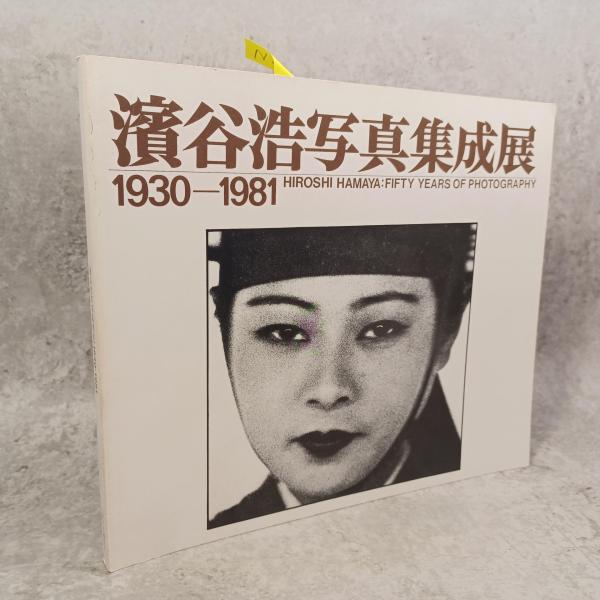 N
濱谷浩写真集成展
1930—1981 HIROSHI HAMAYA:FIFTY YEARS OF PHOTOGRAPHY